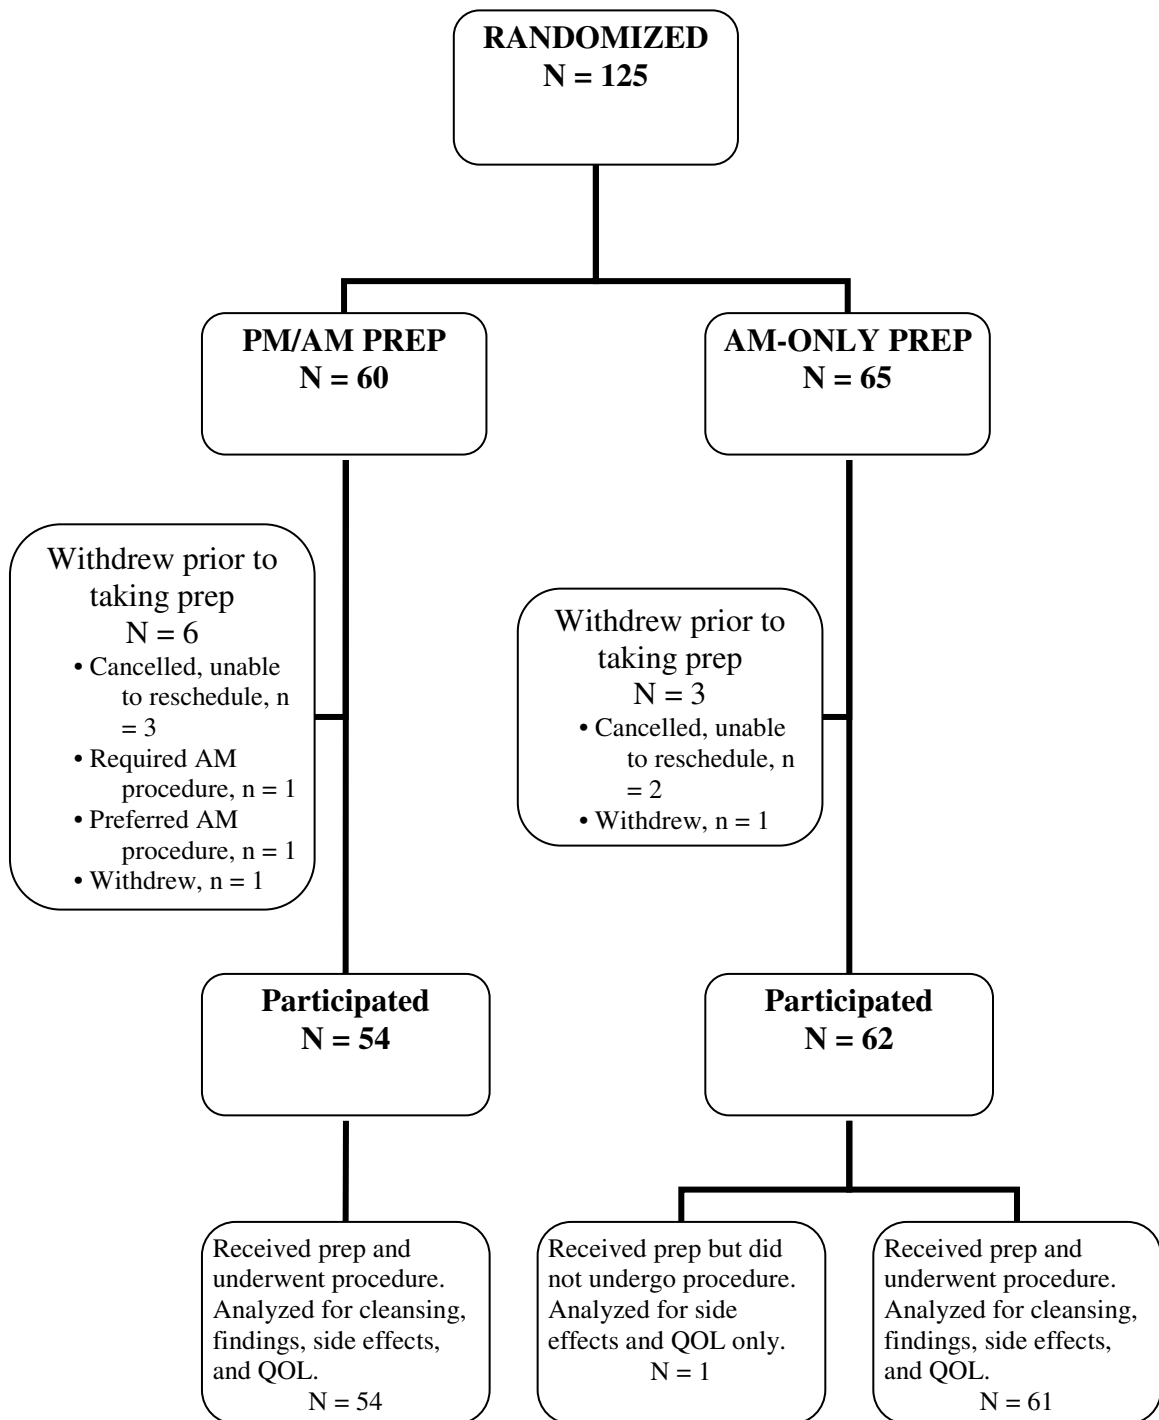 RANDOMIZED
N = 125
PM/AM PREP
N = 60
AM-ONLY PREP
N = 65
Withdrew prior to
taking prep
N = 6
• Cancelled, unable
to reschedule, n
= 3
• Required AM
procedure, n = 1
• Preferred AM
procedure, n = 1
• Withdrew, n = 1
Withdrew prior to
taking prep
N = 3
• Cancelled, unable
to reschedule, n
= 2
• Withdrew, n = 1
Participated
N = 54
Participated
N = 62
Received prep and
underwent procedure.
Analyzed for cleansing,
findings, side effects,
and QOL.
N = 54
Received prep but did
not undergo procedure.
Analyzed for side
effects and QOL only.
N = 1
Received prep and
underwent procedure.
Analyzed for cleansing,
findings, side effects,
and QOL.
N = 61